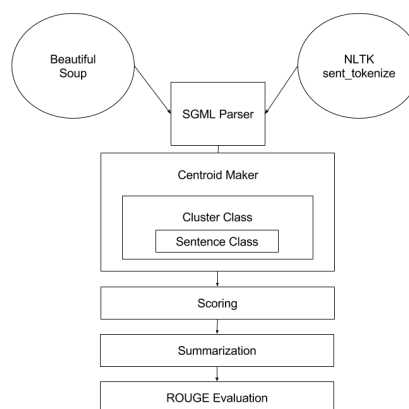 Beautiful
Soup
NLTK
sent_tokenize
SGML Parser
Centroid Maker
Cluster Class
Sentence Class
Scoring
Summarization
ROUGE Evaluation